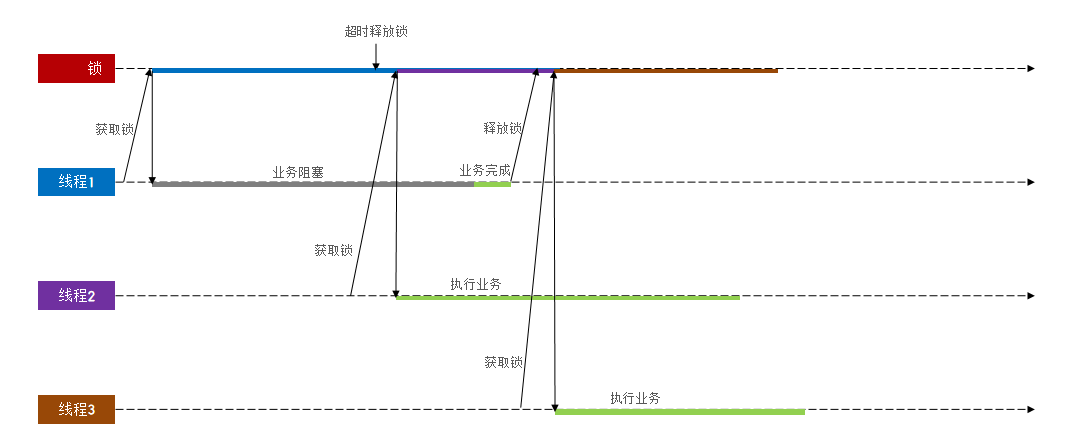 超时释放锁
锁
获取锁
释放锁
业务阻塞
业务完成
线程1
获取锁
执行业务
线程2
获取锁
执行业务
线程3